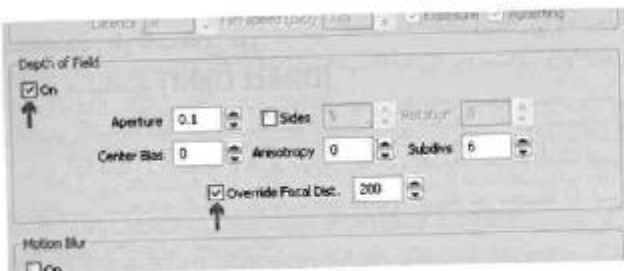 Depth of Field
On
Aperture 0.1 Sides 5
Center Bias 0 Anisotropy 0 Subdivs 6
Override Focal Dist. 200
Motion Blur
On